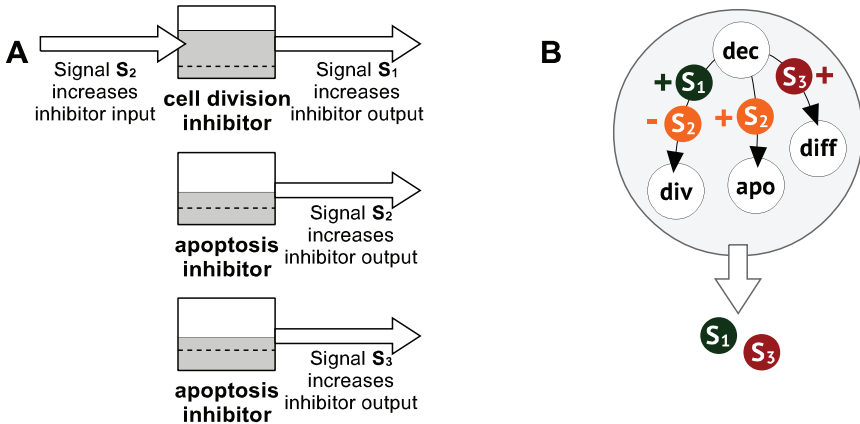 A
Signal S2
increases
inhibitor input
cell division
inhibitor
Signal S1
increases
inhibitor output
apoptosis
inhibitor
Signal S2
increases
inhibitor output
apoptosis
inhibitor
Signal S3
increases
inhibitor output
B
dec
+ S1
S3 +
- S2
+ S2
diff
div
apo
S1
S3